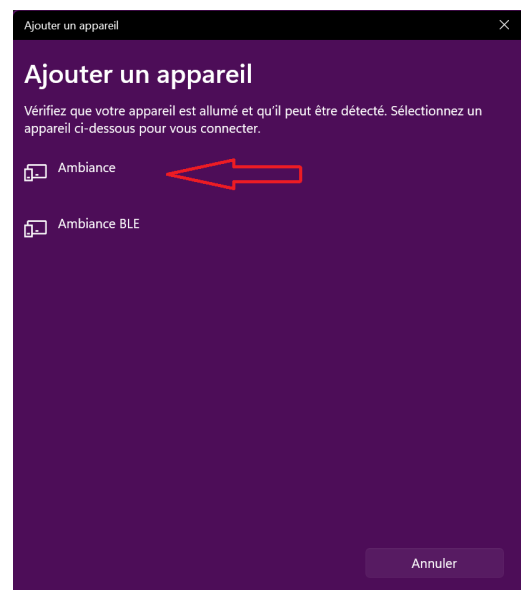 Ajouter un appareil
Ajouter un appareil
Vérifiez que votre appareil est allumé et qu'il peut être détecté. Sélectionnez un
appareil ci-dessous pour vous connecter.
Ambiance
Ambiance BLE
Annuler